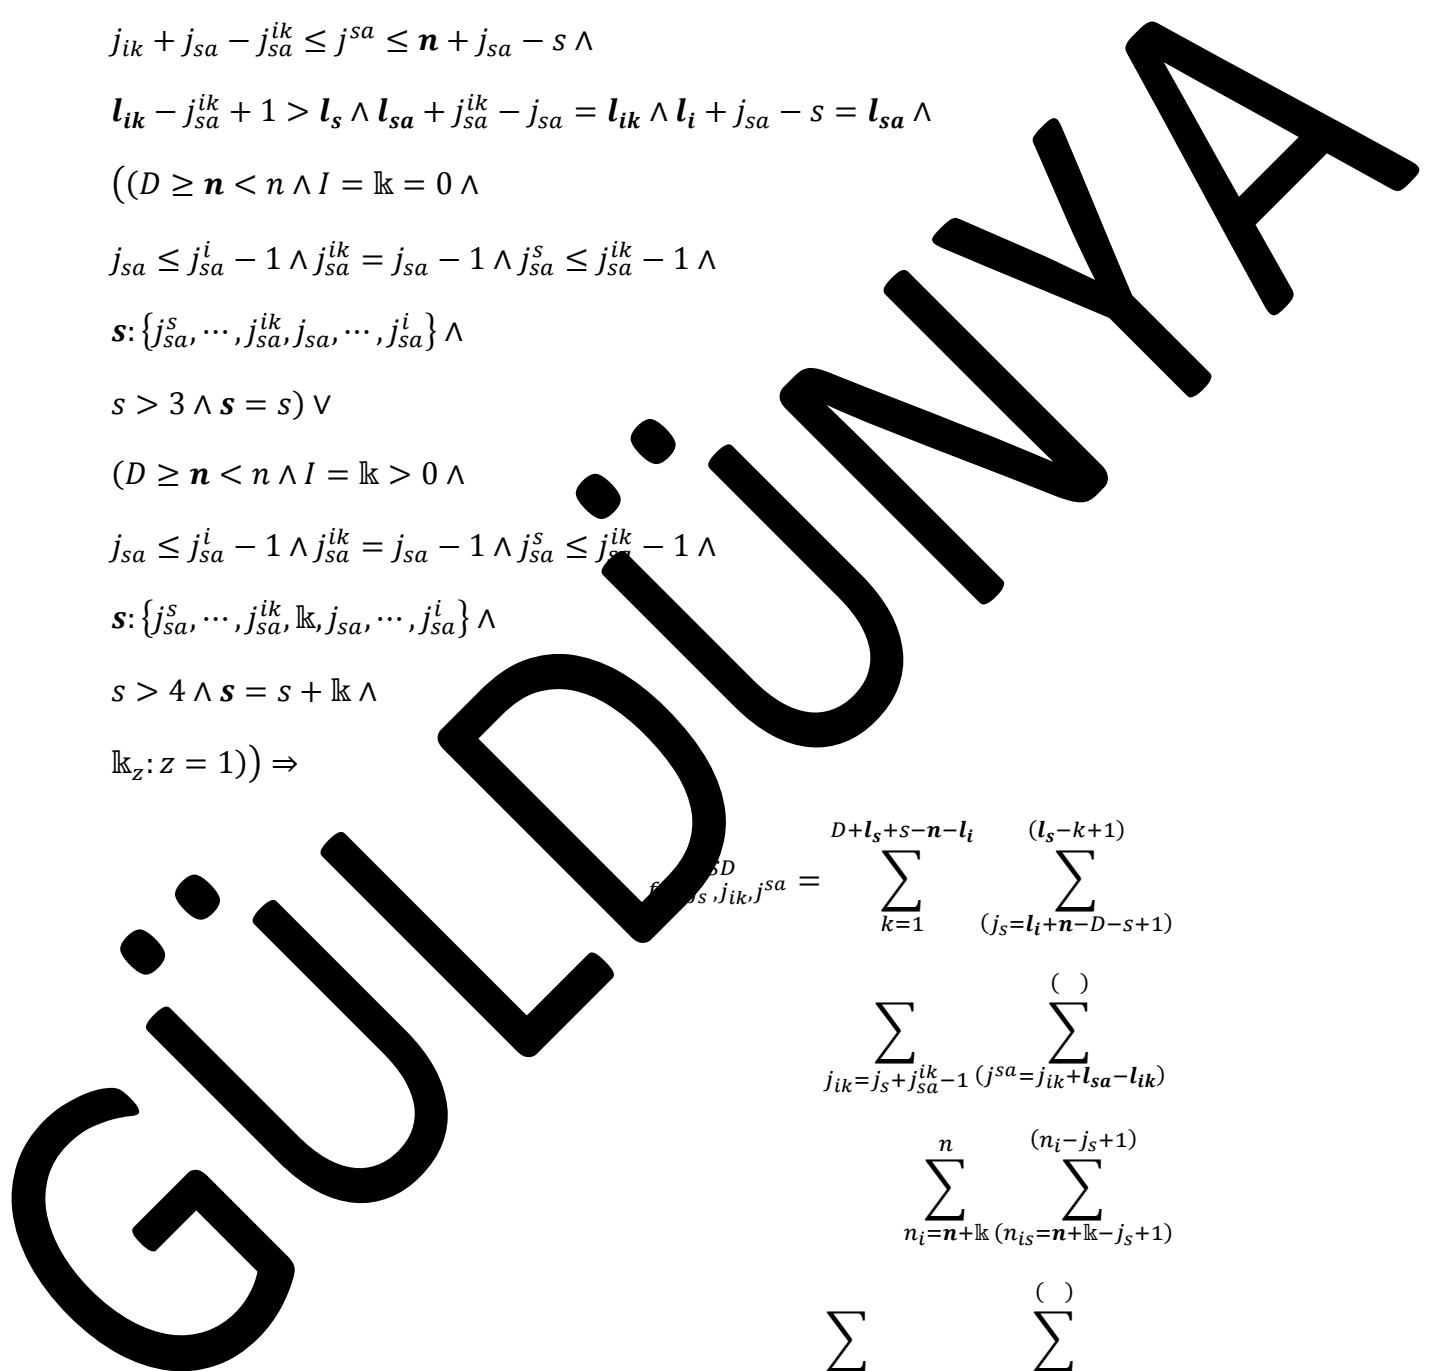 j_{ik} + j_{sa} − j_{sa}^{ik} ≤ j^{sa} ≤ **n** + j_{sa} − s ∧
**l_{ik}** − j_{sa}^{ik} + 1 > **l_s** ∧ **l_{sa}** + j_{sa}^{ik} − j_{sa} = **l_{ik}** ∧ **l_i** + j_{sa} − s = **l_{sa}** ∧
((D ≥ **n** < n ∧ I = 𝕜 = 0 ∧
j_{sa} ≤ j_{sa}^{i} − 1 ∧ j_{sa}^{ik} = j_{sa} − 1 ∧ j_{sa}^{s} ≤ j_{sa}^{ik} − 1 ∧
**s**: {j_{sa}^{s}, ⋯ , j_{sa}^{ik}, j_{sa}, ⋯ , j_{sa}^{i}} ∧
s > 3 ∧ **s** = s) ∨
(D ≥ **n** < n ∧ I = 𝕜 > 0 ∧
j_{sa} ≤ j_{sa}^{i} − 1 ∧ j_{sa}^{ik} = j_{sa} − 1 ∧ j_{sa}^{s} ≤ j_{sa}^{ik} − 1 ∧
**s**: {j_{sa}^{s}, ⋯ , j_{sa}^{ik}, 𝕜, j_{sa}, ⋯ , j_{sa}^{i}} ∧
s > 4 ∧ **s** = s + 𝕜 ∧
𝕜_z: z = 1)) ⇒
_{,j_{ik},j^{sa}} = ∑_{k=1}^{D+**l_s**+s−**n**−**l_i**} ∑_{(j_s=**l_i**+**n**−D−s+1)}^{(**l_s**−k+1)}
∑_{j_{ik}=j_s+j_{sa}^{ik}−1} ∑_{(j^{sa}=j_{ik}+**l_{sa}**−**l_{ik}**)}^{( )}
∑_{n_i=**n**+𝕜}^{n} ∑_{(n_{is}=**n**+𝕜−j_s+1)}^{(n_i−j_s+1)}
∑ ∑^{( )}
GÜLDÜNYA